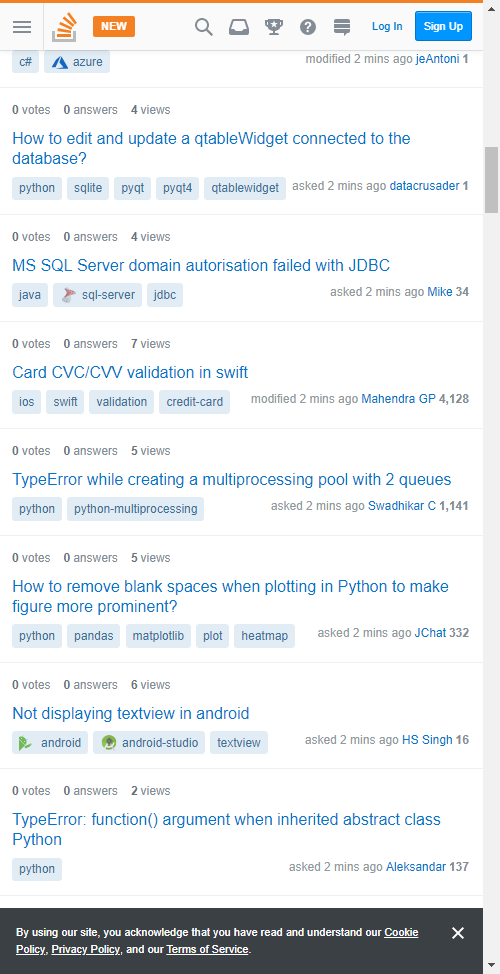 NEW Log In Sign Up
c# azure modified 2 mins ago jeAntoni 1
0 votes 0 answers 4 views
How to edit and update a qtableWidget connected to the
database?
python sqlite pyqt pyqt4 qtablewidget asked 2 mins ago datacrusader 1
0 votes 0 answers 4 views
MS SQL Server domain autorisation failed with JDBC
java sql-server jdbc asked 2 mins ago Mike 34
0 votes 0 answers 7 views
Card CVC/CVV validation in swift
ios swift validation credit-card modified 2 mins ago Mahendra GP 4,128
0 votes 0 answers 5 views
TypeError while creating a multiprocessing pool with 2 queues
python python-multiprocessing asked 2 mins ago Swadhikar C 1,141
0 votes 0 answers 5 views
How to remove blank spaces when plotting in Python to make
figure more prominent?
python pandas matplotlib plot heatmap asked 2 mins ago JChat 332
0 votes 0 answers 6 views
Not displaying textview in android
android android-studio textview asked 2 mins ago HS Singh 16
0 votes 0 answers 2 views
TypeError: function() argument when inherited abstract class
Python
python asked 2 mins ago Aleksandar 137
By using our site, you acknowledge that you have read and understand our Cookie
Policy, Privacy Policy, and our Terms of Service.